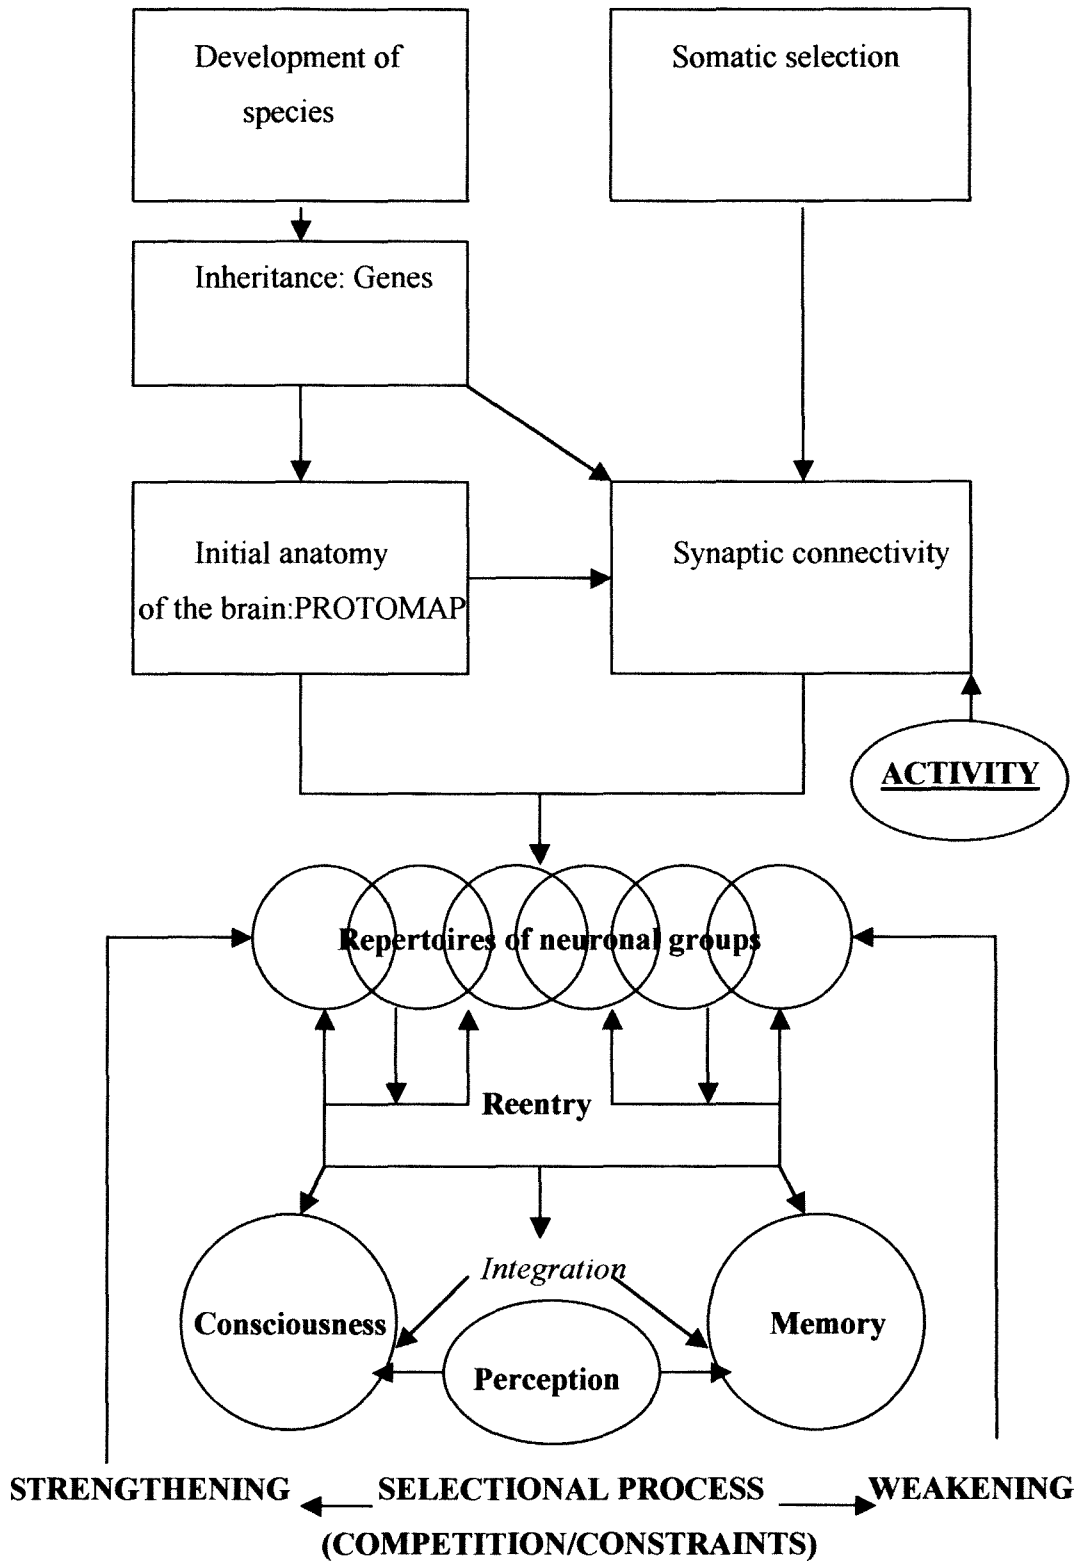 Development of
species
Somatic selection
Inheritance: Genes
Initial anatomy
of the brain:PROTOMAP
Synaptic connectivity
ACTIVITY
Repertoires of neuronal groups
Reentry
Integration
Consciousness
Memory
Perception
STRENGTHENING
SELECTIONAL PROCESS
WEAKENING
(COMPETITION/CONSTRAINTS)